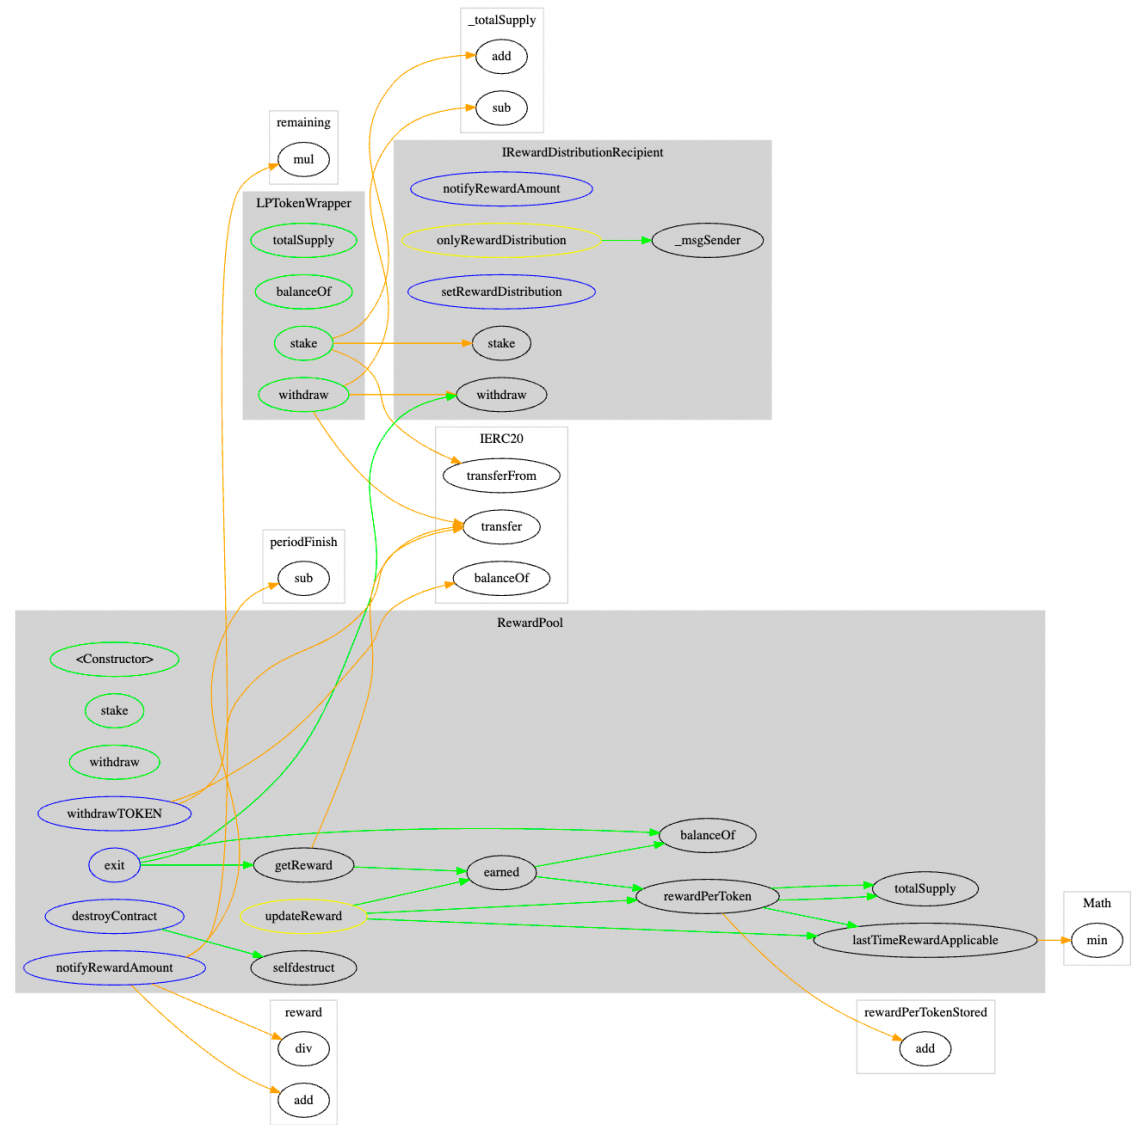 _totalSupply
add
sub
remaining
mul
IRewardDistributionRecipient
notifyRewardAmount
onlyRewardDistribution
_msgSender
setRewardDistribution
stake
withdraw
LPTokenWrapper
totalSupply
balanceOf
stake
withdraw
IERC20
transferFrom
transfer
balanceOf
periodFinish
sub
RewardPool
<Constructor>
stake
withdraw
withdrawTOKEN
exit
destroyContract
notifyRewardAmount
getReward
updateReward
selfdestruct
earned
balanceOf
rewardPerToken
totalSupply
lastTimeRewardApplicable
Math
min
reward
div
add
rewardPerTokenStored
add